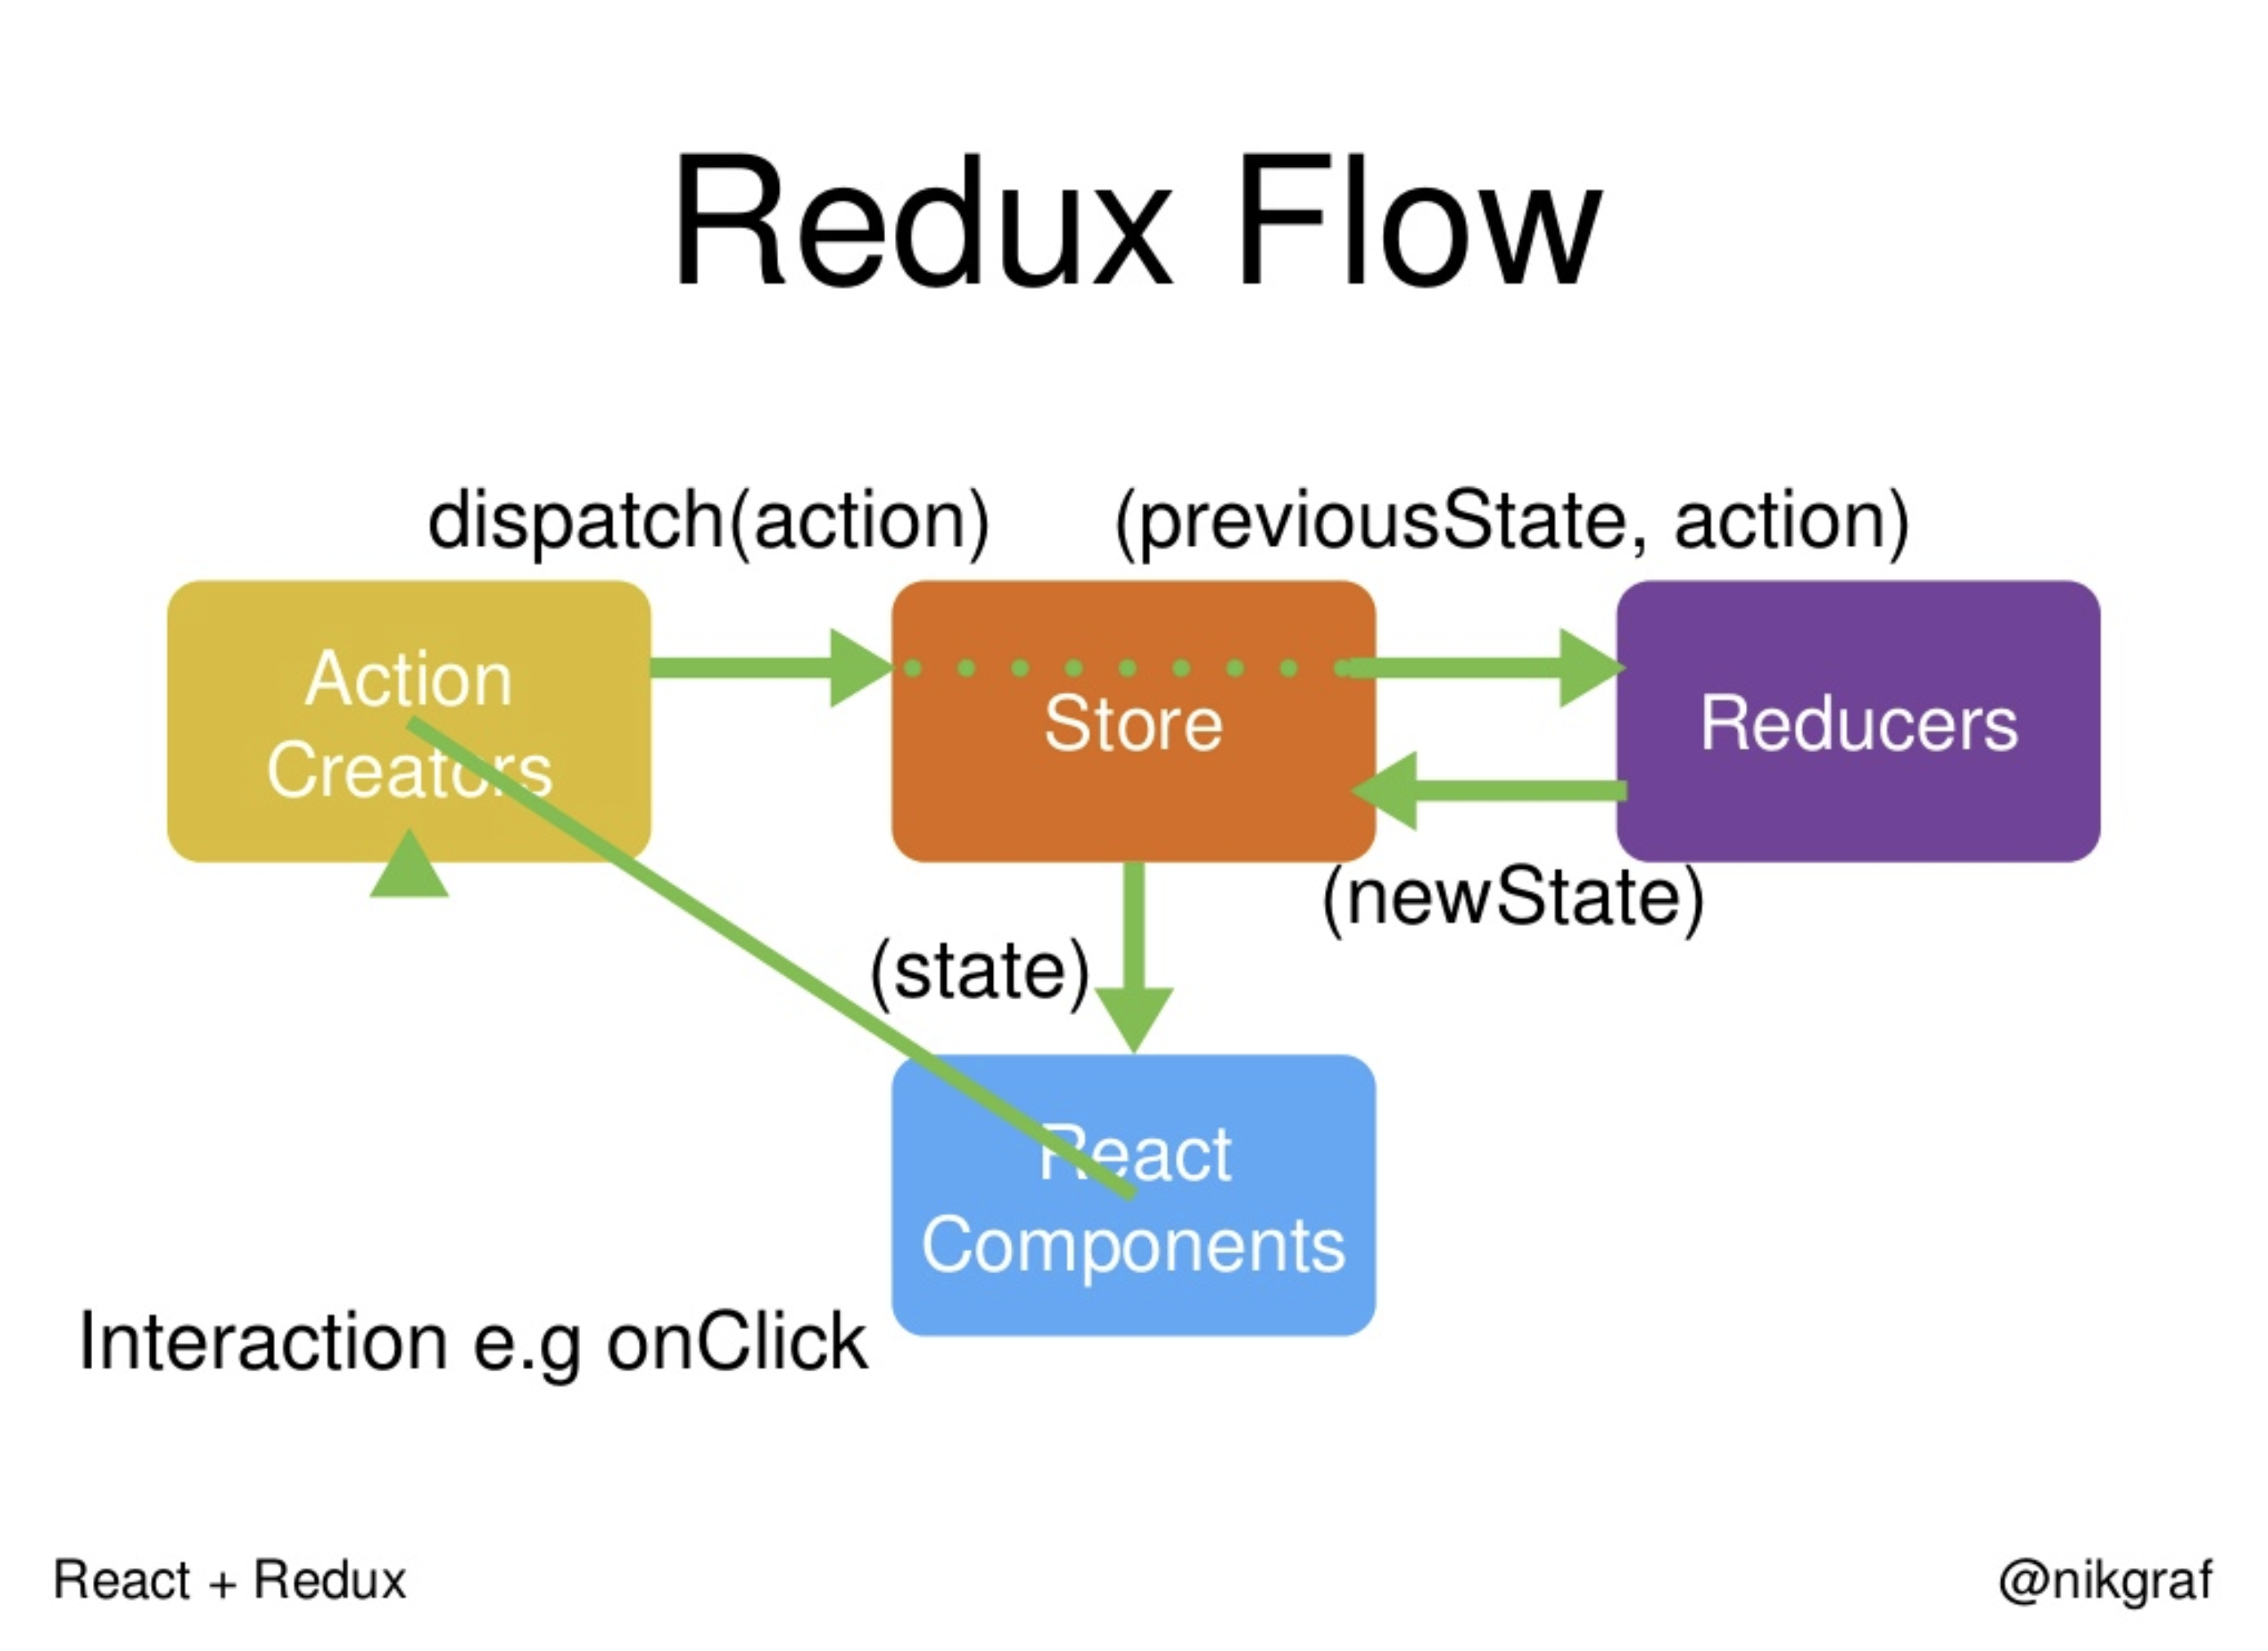 Redux Flow
dispatch(action)
(previousState, action)
Action
Creators
Store
Reducers
(newState)
(state)
React
Components
Interaction e.g onClick
React + Redux
@nikgraf